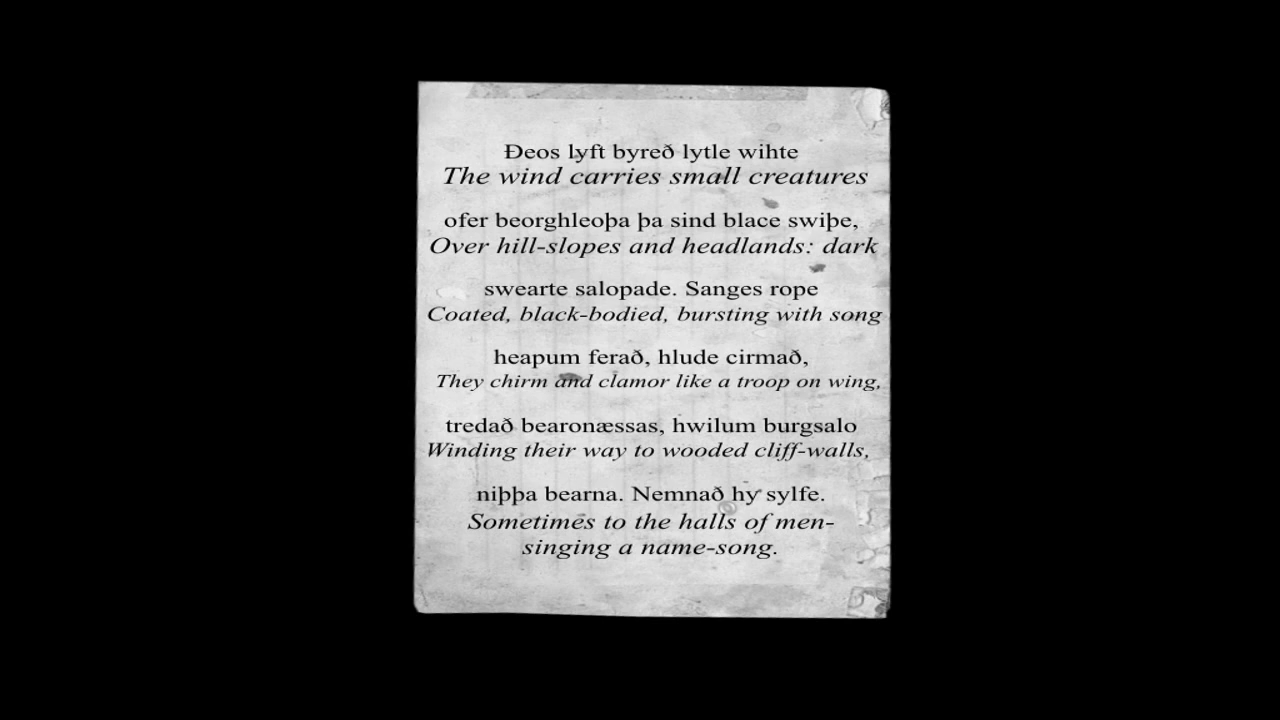 Ðeos lyft byreð lytle wihte
The wind carries small creatures
ofer beorghleoþa þa sind blace swiþe,
Over hill-slopes and headlands: dark
swearte salopade. Sanges rope
Coated, black-bodied, bursting with song
heapum ferað, hlude cirmað,
They chirm and clamor like a troop on wing,
tredað bearonæssas, hwilum burgsalo
Winding their way to wooded cliff-walls,
niþþa bearna. Nemnað hy sylfe.
Sometimes to the halls of men-
singing a name-song.